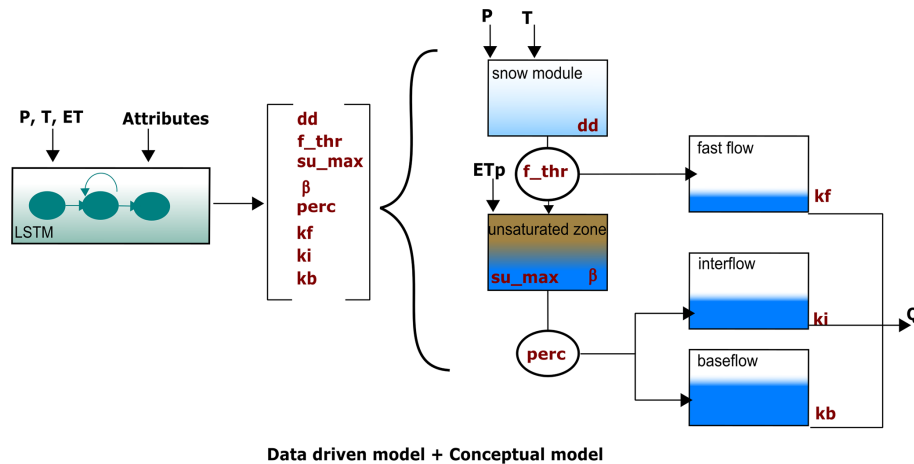 P, T, ET
Attributes
LSTM
dd
f_thr
su_max
β
perc
kf
ki
kb
P
T
snow module
dd
ETp
f_thr
unsaturated zone
su_max
β
perc
fast flow
kf
interflow
ki
baseflow
kb
Q
Data driven model + Conceptual model